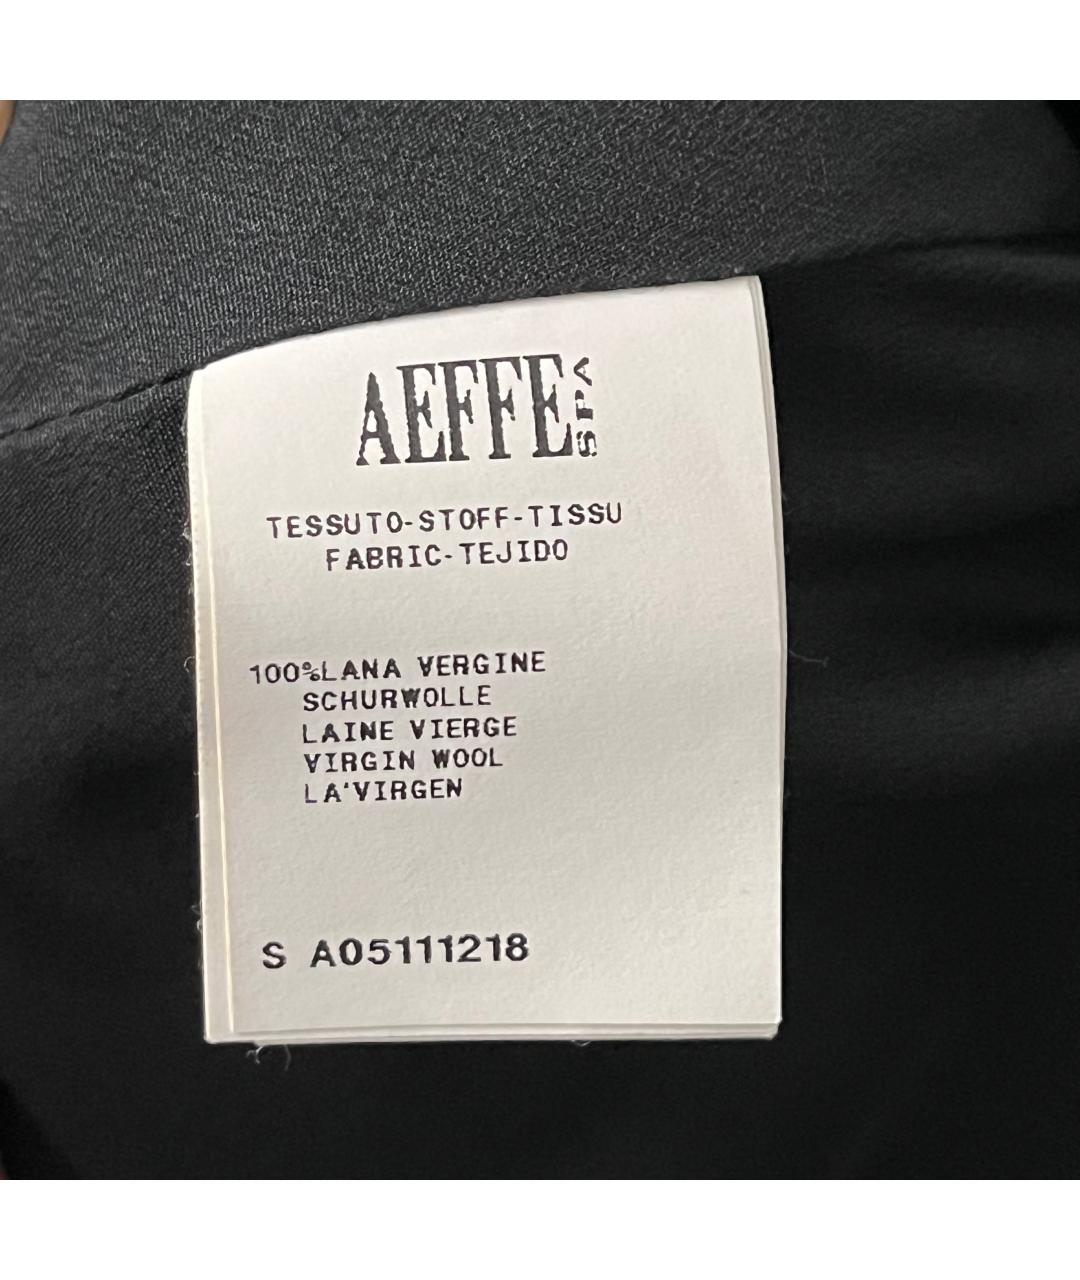 AEFFE SPA
TESSUTO-STOFF-TISSU
FABRIC-TEJIDO
100%LANA VERGINE
SCHURWOLLE
LAINE VIERGE
VIRGIN WOOL
LA'VIRGEN
S A05111218